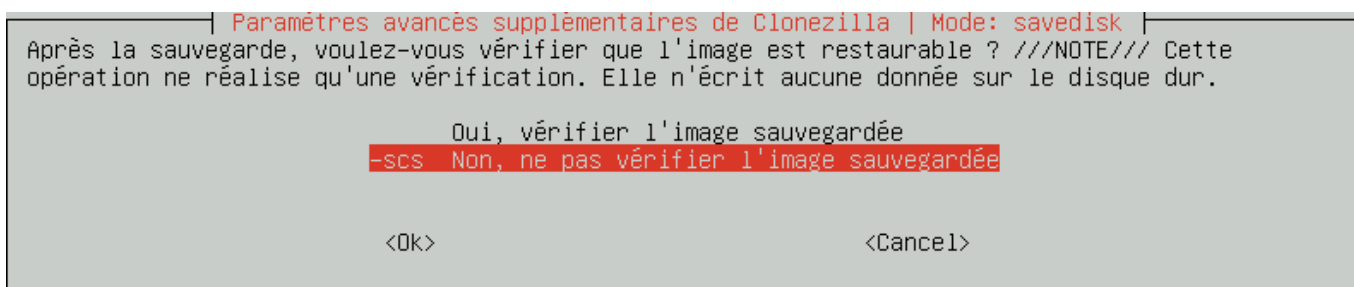 Paramètres avancés supplémentaires de Clonezilla | Mode: savedisk
Après la sauvegarde, voulez-vous vérifier que l'image est restaurable ? ///NOTE/// Cette
opération ne réalise qu'une vérification. Elle n'écrit aucune donnée sur le disque dur.
Oui, vérifier l'image sauvegardée
-scs Non, ne pas vérifier l'image sauvegardée
<Ok> <Cancel>